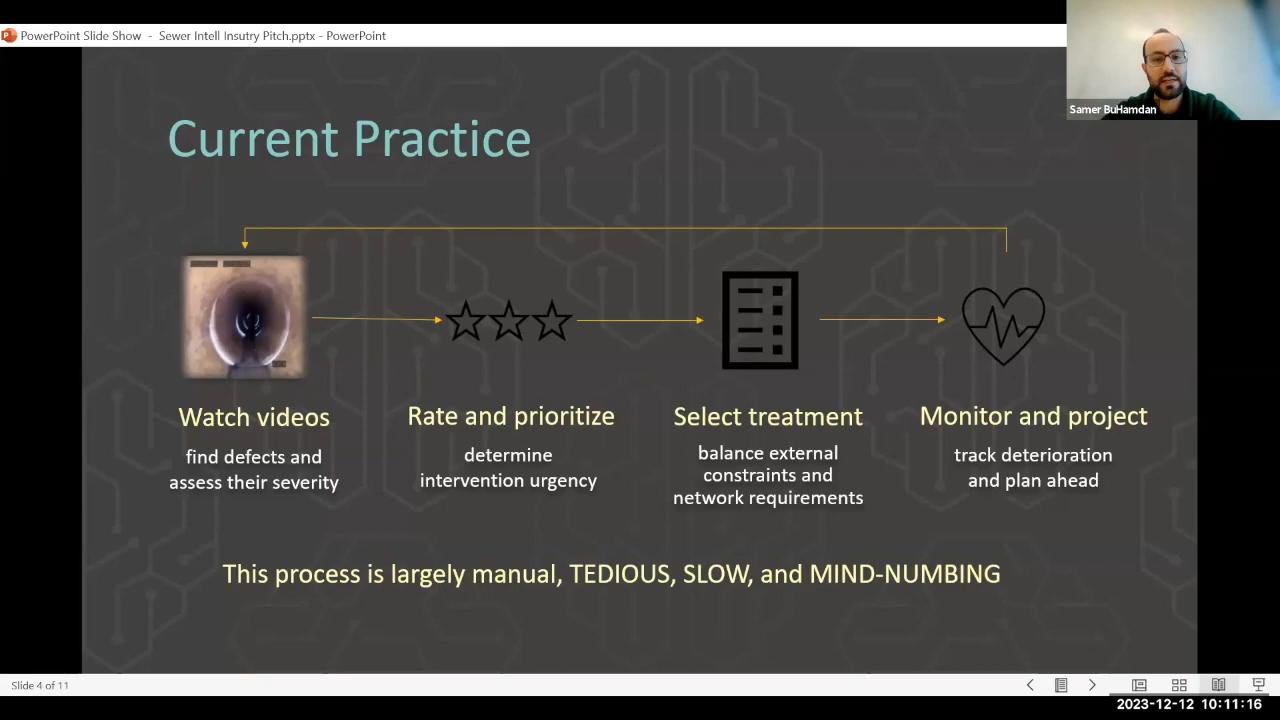 PowerPoint Slide Show - Sewer Intell Insutry Pitch.pptx - PowerPoint
Samer BuHamdan
Current Practice
Watch videos
find defects and
assess their severity
Rate and prioritize
determine
intervention urgency
Select treatment
balance external
constraints and
network requirements
Monitor and project
track deterioration
and plan ahead
This process is largely manual, TEDIOUS, SLOW, and MIND-NUMBING
Slide 4 of 11
2023-12-12 10:11:16